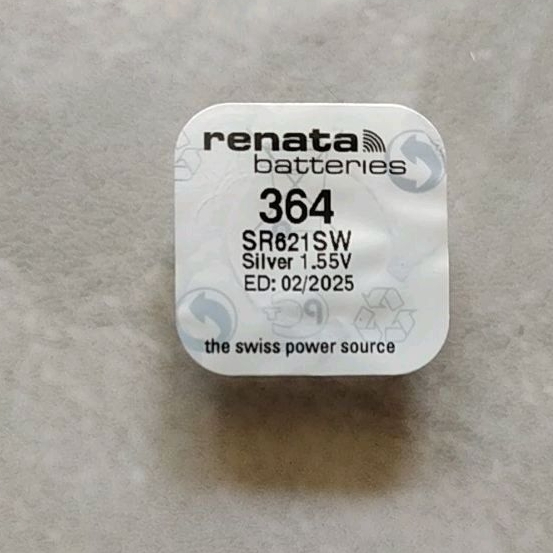 renata
batteries
364
SR621SW
Silver 1.55V
ED: 02/2025
the swiss power source